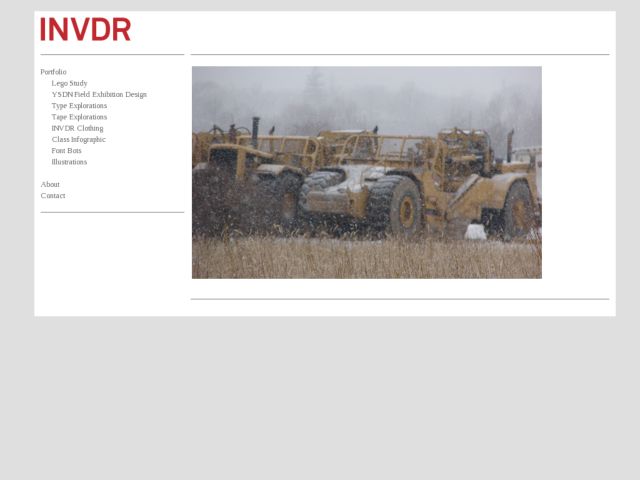 INVDR
Portfolio
Lego Study
YSDN Field Exhibition Design
Type Explorations
Tape Explorations
INVDR Clothing
Class Infographic
Font Bots
Illustrations
About
Contact